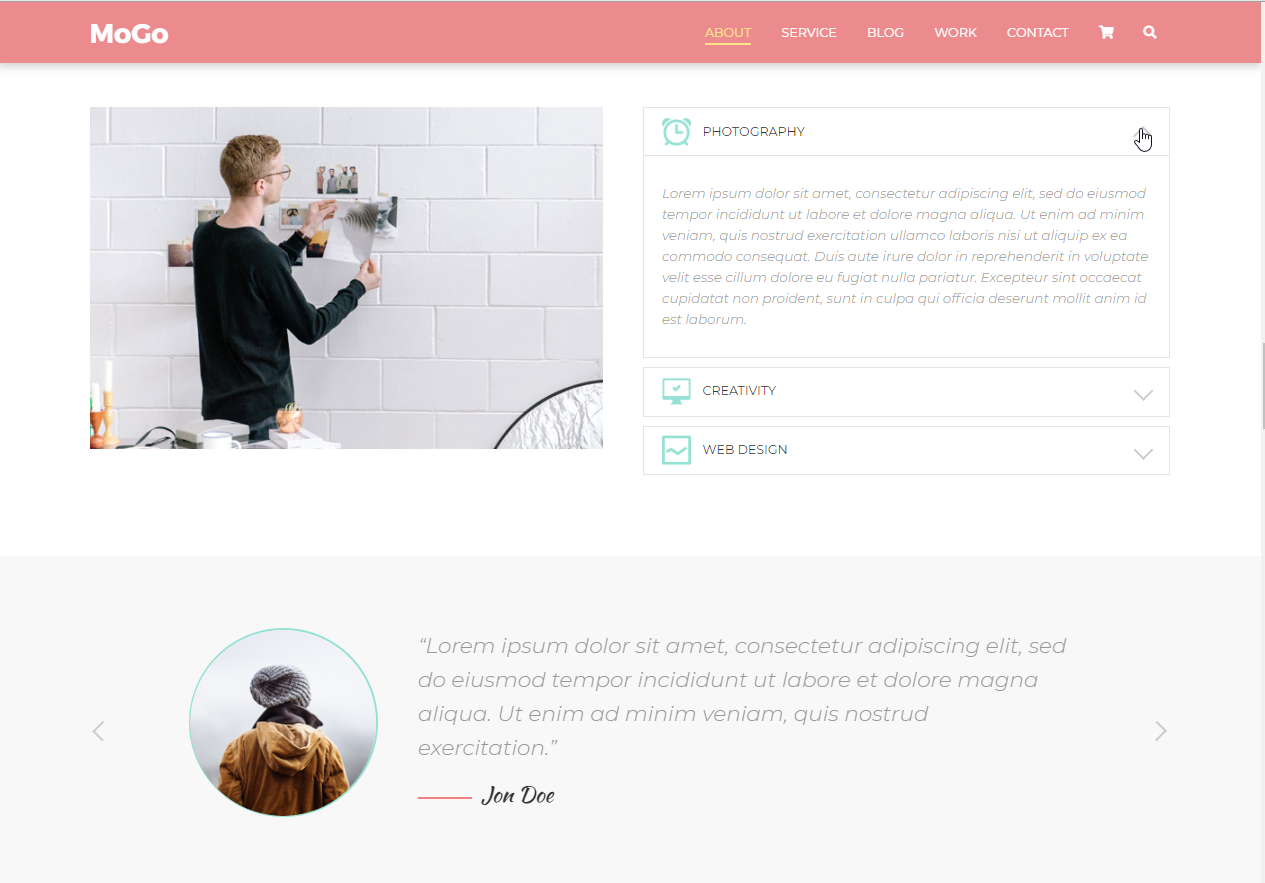 MoGo
ABOUT SERVICE BLOG WORK CONTACT
PHOTOGRAPHY
Lorem ipsum dolor sit amet, consectetur adipiscing elit, sed do eiusmod
tempor incididunt ut labore et dolore magna aliqua. Ut enim ad minim
veniam, quis nostrud exercitation ullamco laboris nisi ut aliquip ex ea
commodo consequat. Duis aute irure dolor in reprehenderit in voluptate
velit esse cillum dolore eu fugiat nulla pariatur. Excepteur sint occaecat
cupidatat non proident, sunt in culpa qui officia deserunt mollit anim id
est laborum.
CREATIVITY
WEB DESIGN
“Lorem ipsum dolor sit amet, consectetur adipiscing elit, sed
do eiusmod tempor incididunt ut labore et dolore magna
aliqua. Ut enim ad minim veniam, quis nostrud
exercitation.”
Jon Doe